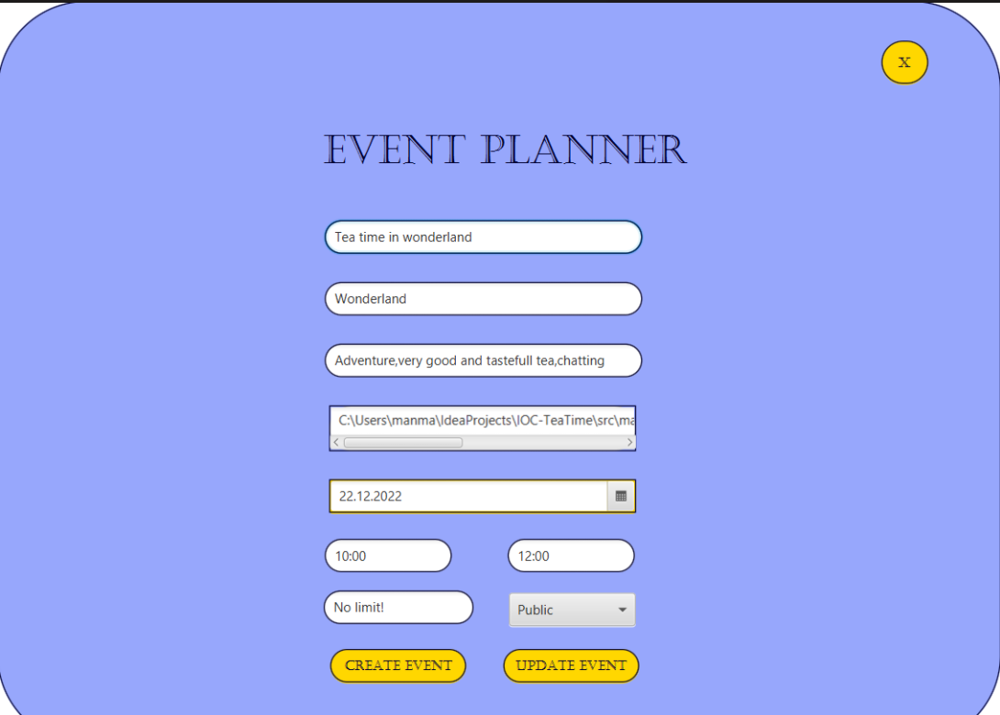 X
EVENT PLANNER
Tea time in wonderland
Wonderland
Adventure,very good and tastefull tea,chatting
C:\Users\manma\IdeaProjects\IOC-TeaTime\src\ma
22.12.2022
10:00 12:00
No limit! Public
CREATE EVENT UPDATE EVENT